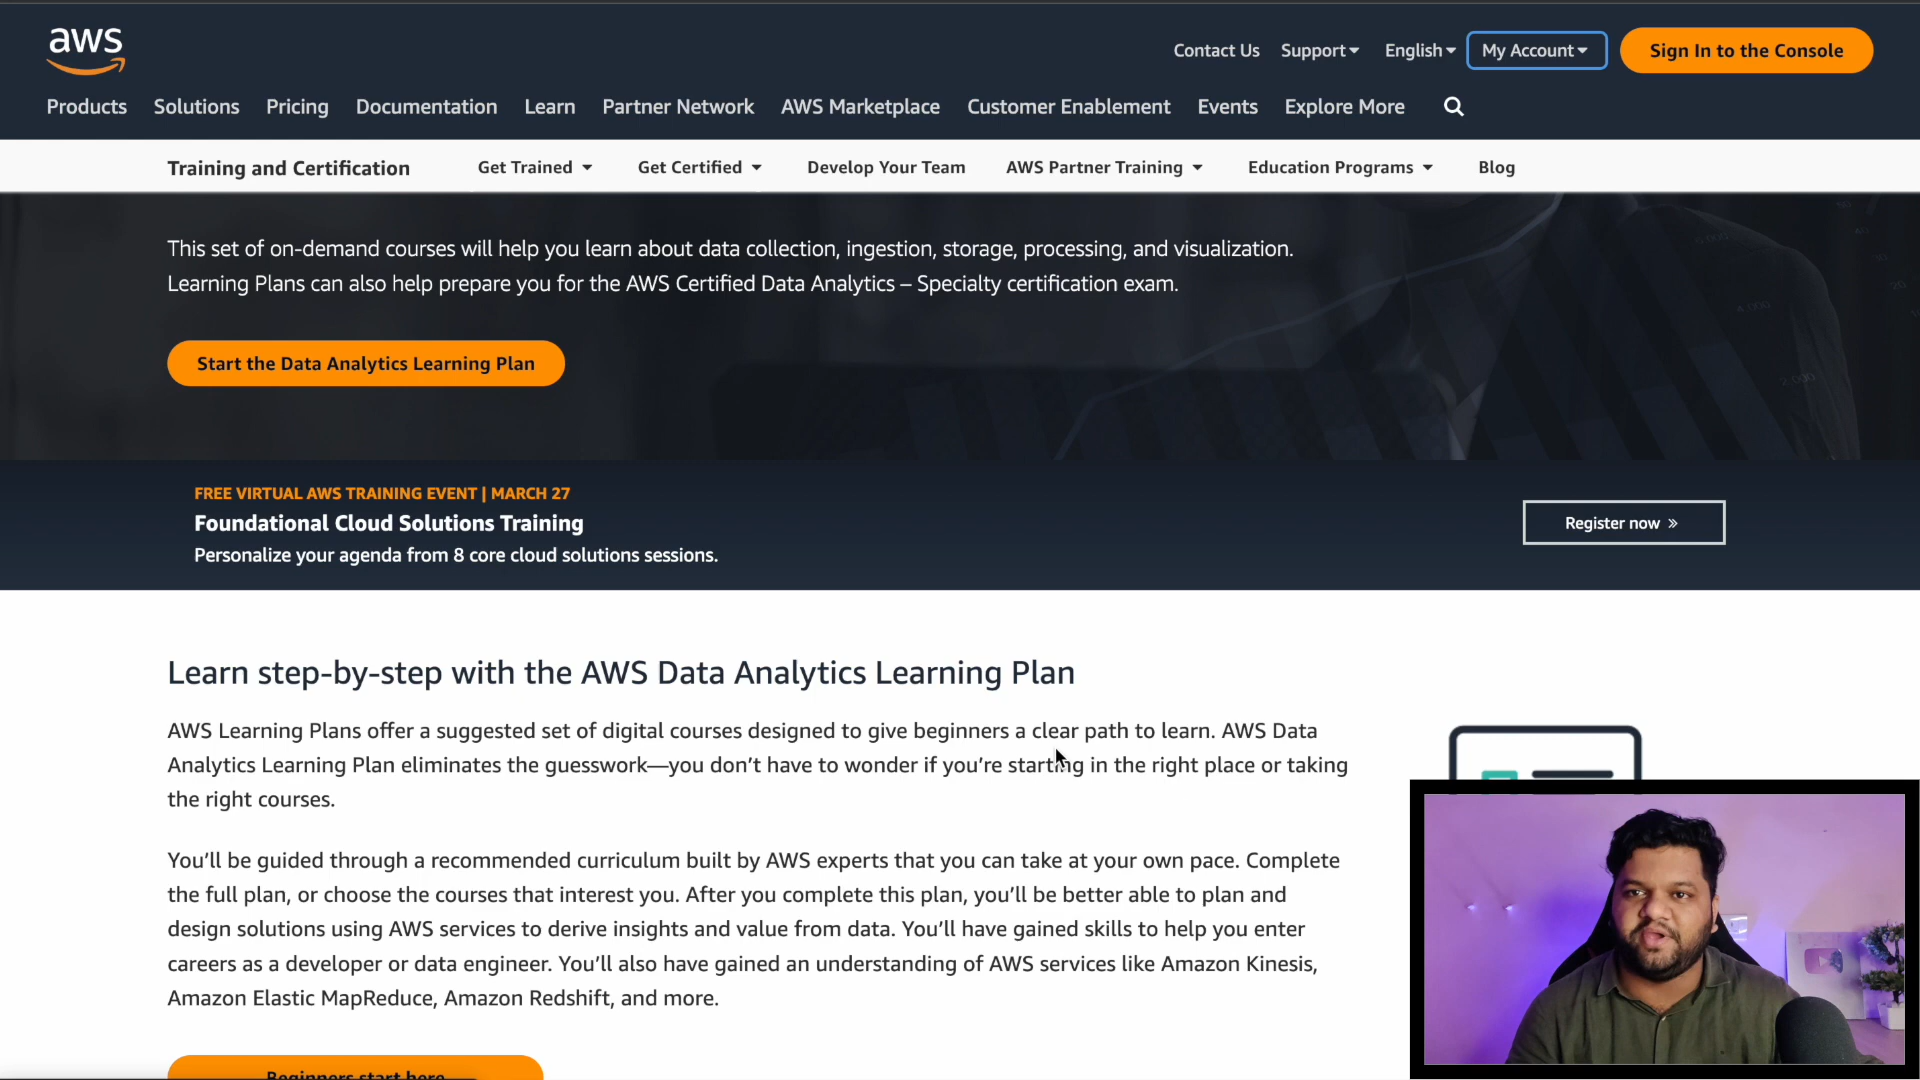 aws
Contact Us Support English My Account Sign In to the Console
Products Solutions Pricing Documentation Learn Partner Network AWS Marketplace Customer Enablement Events Explore More
Training and Certification Get Trained Get Certified Develop Your Team AWS Partner Training Education Programs Blog
This set of on-demand courses will help you learn about data collection, ingestion, storage, processing, and visualization.
Learning Plans can also help prepare you for the AWS Certified Data Analytics – Specialty certification exam.
Start the Data Analytics Learning Plan
FREE VIRTUAL AWS TRAINING EVENT | MARCH 27
Foundational Cloud Solutions Training
Personalize your agenda from 8 core cloud solutions sessions.
Register now »
Learn step-by-step with the AWS Data Analytics Learning Plan
AWS Learning Plans offer a suggested set of digital courses designed to give beginners a clear path to learn. AWS Data
Analytics Learning Plan eliminates the guesswork—you don’t have to wonder if you’re starting in the right place or taking
the right courses.
You’ll be guided through a recommended curriculum built by AWS experts that you can take at your own pace. Complete
the full plan, or choose the courses that interest you. After you complete this plan, you’ll be better able to plan and
design solutions using AWS services to derive insights and value from data. You’ll have gained skills to help you enter
careers as a developer or data engineer. You’ll also have gained an understanding of AWS services like Amazon Kinesis,
Amazon Elastic MapReduce, Amazon Redshift, and more.
Beginners start here